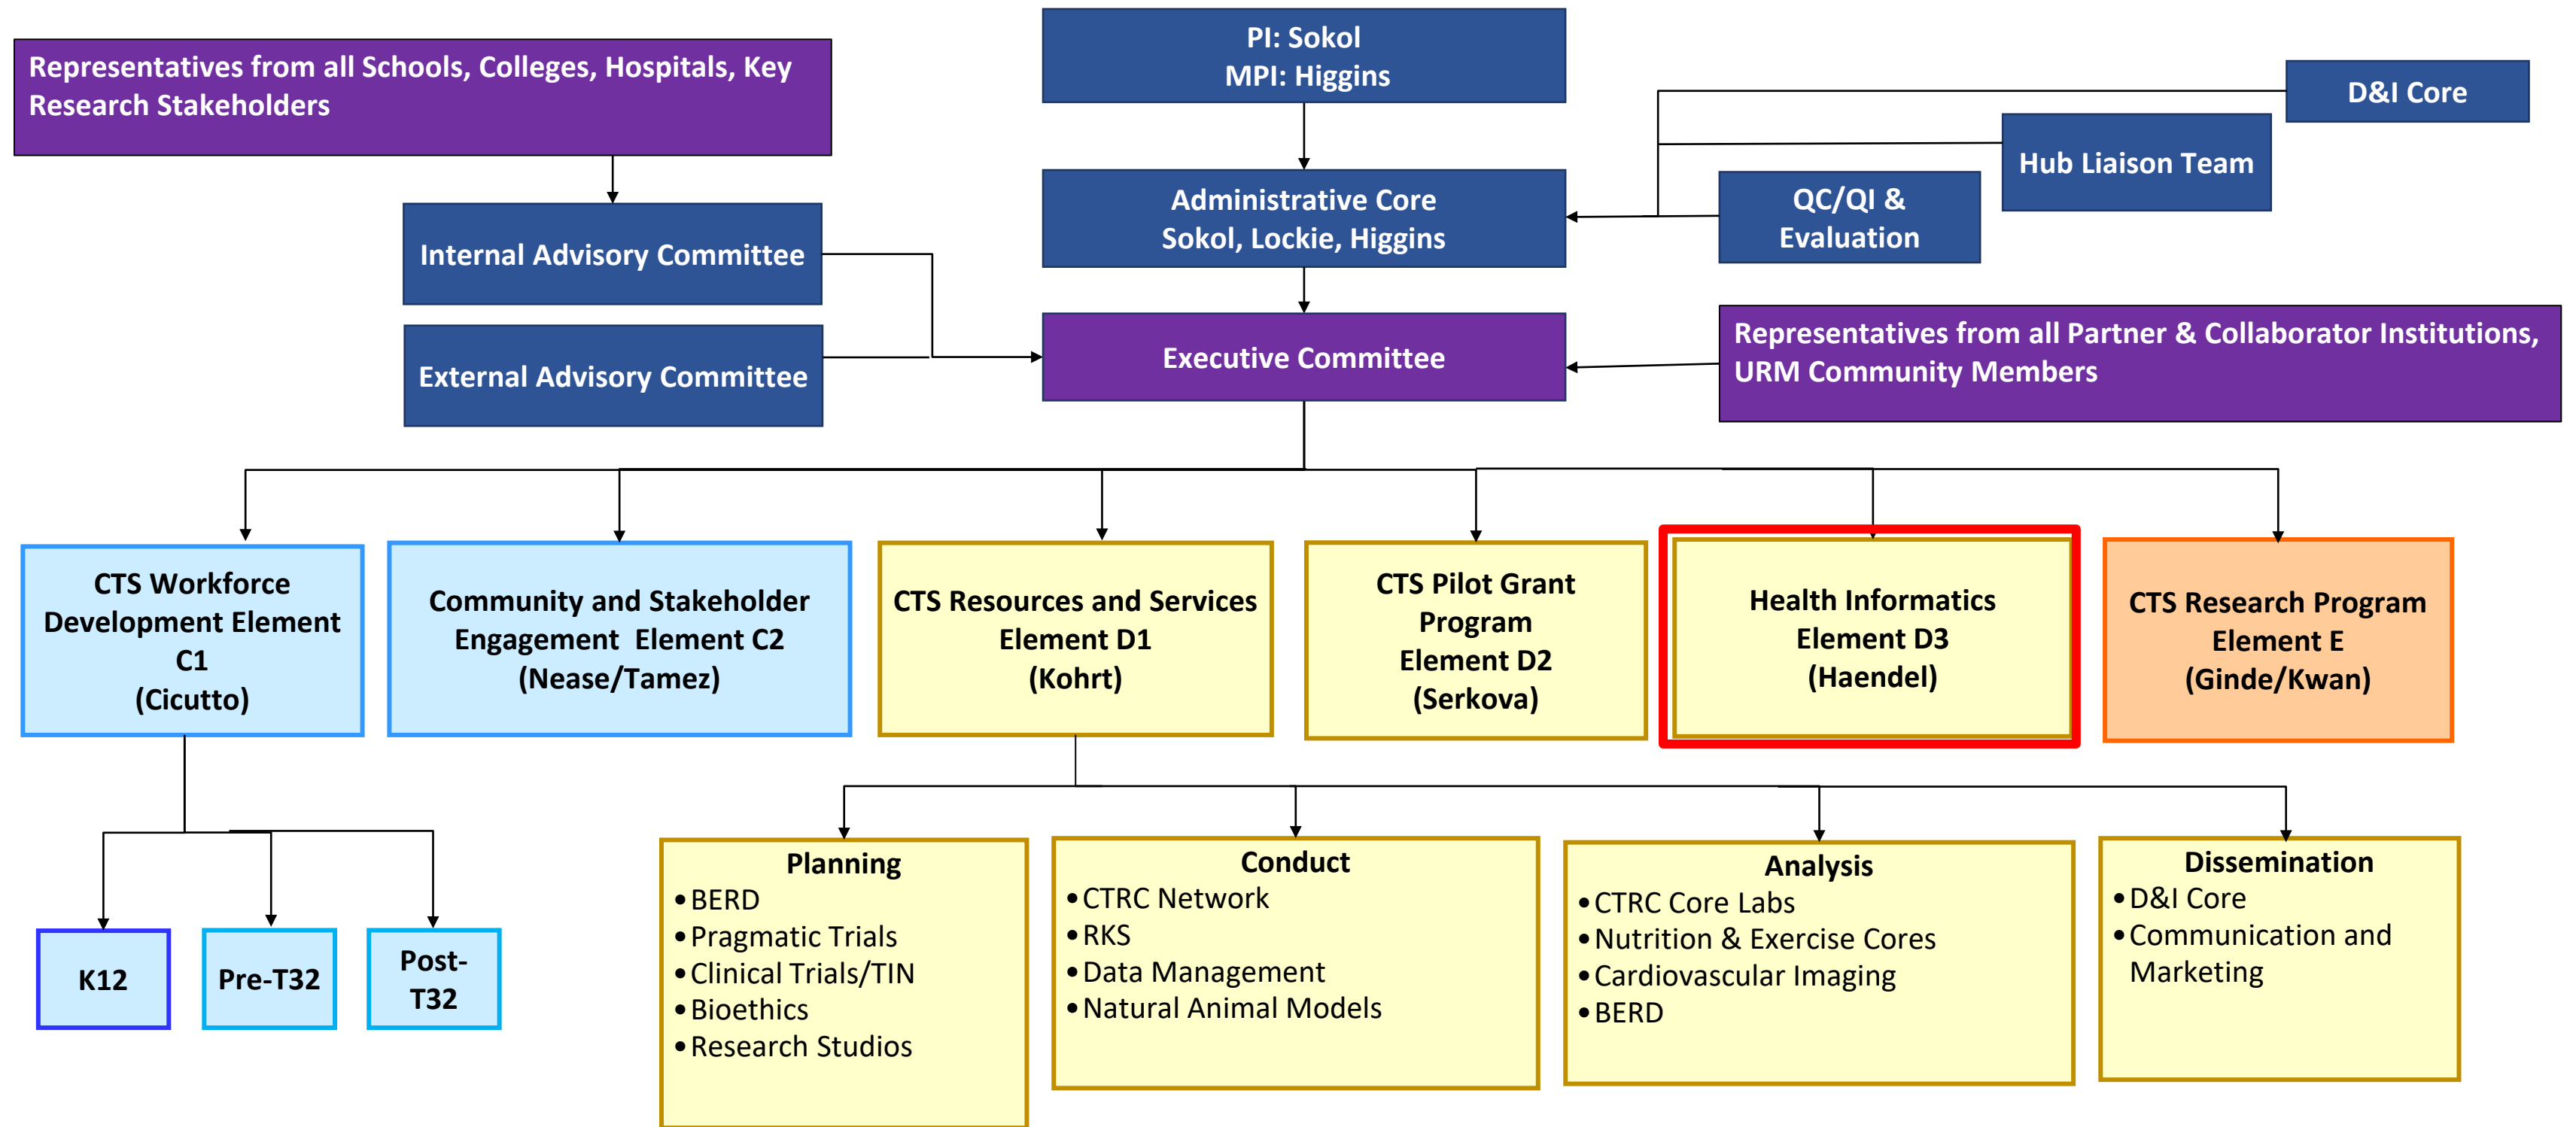 PI: Sokol
MPI: Higgins
Representatives from all Schools, Colleges, Hospitals, Key
Research Stakeholders
D&I Core
Hub Liaison Team
QC/QI &
Evaluation
Administrative Core
Sokol, Lockie, Higgins
Internal Advisory Committee
External Advisory Committee
Executive Committee
Representatives from all Partner & Collaborator Institutions,
URM Community Members
CTS Workforce
Development Element
C1
(Cicutto)
Community and Stakeholder
Engagement Element C2
(Nease/Tamez)
CTS Resources and Services
Element D1
(Kohrt)
CTS Pilot Grant
Program
Element D2
(Serkova)
Health Informatics
Element D3
(Haendel)
CTS Research Program
Element E
(Ginde/Kwan)
K12
Pre-T32
Post-
T32
Planning
•BERD
•Pragmatic Trials
•Clinical Trials/TIN
•Bioethics
•Research Studios
Conduct
•CTRC Network
•RKS
•Data Management
•Natural Animal Models
Analysis
•CTRC Core Labs
•Nutrition & Exercise Cores
•Cardiovascular Imaging
•BERD
Dissemination
•D&I Core
•Communication and
Marketing